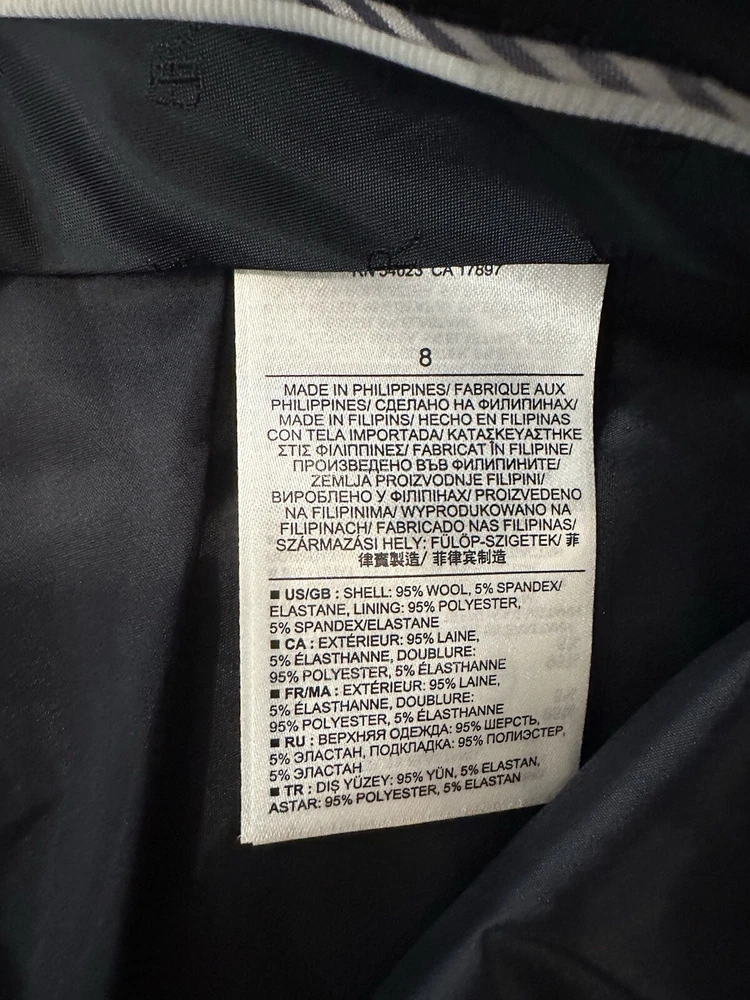 RN 54023 CA 17897
8
MADE IN PHILIPPINES/ FABRIQUE AUX
PHILIPPINES/ СДЕЛАНО НА ФИЛИПИНАХ/
MADE IN FILIPINS/ HECHO EN FILIPINAS
CON TELA IMPORTADA/ ΚΑΤΑΣΚΕΥΑΣΤΗΚΕ
ΣΤΙΣ ΦΙΛΙΠΠΙΝΕΣ/ FABRICAT ÎN FILIPINE/
ПРОИЗВЕДЕНО ВЪВ ФИЛИПИНИТЕ/
ZEMLJA PROIZVODNJE FILIPINI/
ВИРОБЛЕНО У ФІЛІПІНАХ/ PROIZVEDENO
NA FILIPINIMA/ WYPRODUKOWANO NA
FILIPINACH/ FABRICADO NAS FILIPINAS/
SZÁRMAZÁSI HELY: FÜLÖP-SZIGETEK/ 菲
律賓製造/ 菲律宾制造
■ US/GB : SHELL: 95% WOOL, 5% SPANDEX/
ELASTANE, LINING: 95% POLYESTER,
5% SPANDEX/ELASTANE
■ CA : EXTÉRIEUR: 95% LAINE,
5% ÉLASTHANNE, DOUBLURE:
95% POLYESTER, 5% ÉLASTHANNE
■ FR/MA : EXTÉRIEUR: 95% LAINE,
5% ÉLASTHANNE, DOUBLURE:
95% POLYESTER, 5% ÉLASTHANNE
■ RU : ВЕРХНЯЯ ОДЕЖДА: 95% ШЕРСТЬ,
5% ЭЛАСТАН, ПОДКЛАДКА: 95% ПОЛИЭСТЕР,
5% ЭЛАСТАН
■ TR : DIŞ YÜZEY: 95% YÜN, 5% ELASTAN,
ASTAR: 95% POLYESTER, 5% ELASTAN